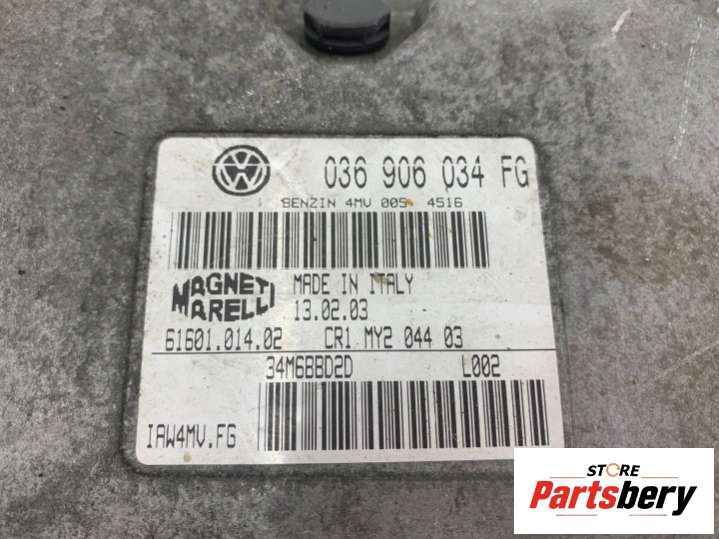 036 906 034 FG
BENZIN 4MV 005 4516
MADE IN ITALY
MAGNETI MARELLI
13.02.03
61601.014.02 CR1 MY2 044 03
34M6BBD2D L002
IAW4MV.FG
STORE
Partsbery